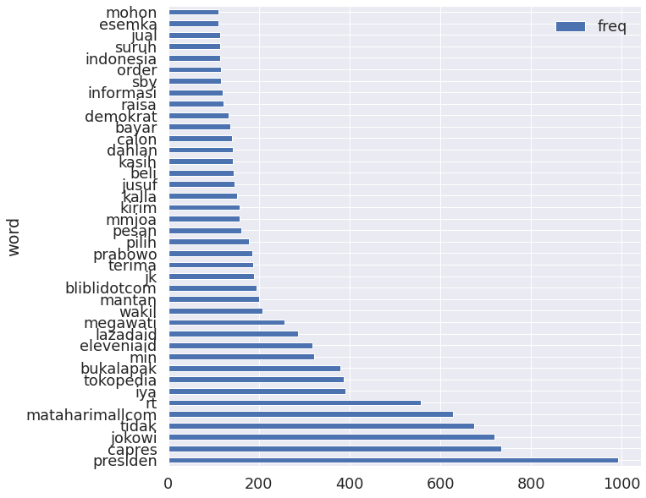 mohon
esemka
jual
suruh
indonesia
order
sby
informasi
raisa
demokrat
bayar
calon
dahlan
kasih
beli
jusuf
kalla
kirim
mmjoa
pesan
pilih
prabowo
terima
jk
bliblidotcom
mantan
wakil
megawati
lazadaid
eleveniaid
min
bukalapak
tokopedia
iya
rt
mataharimallcom
tidak
jokowi
capres
presiden
word
freq
0 200 400 600 800 1000